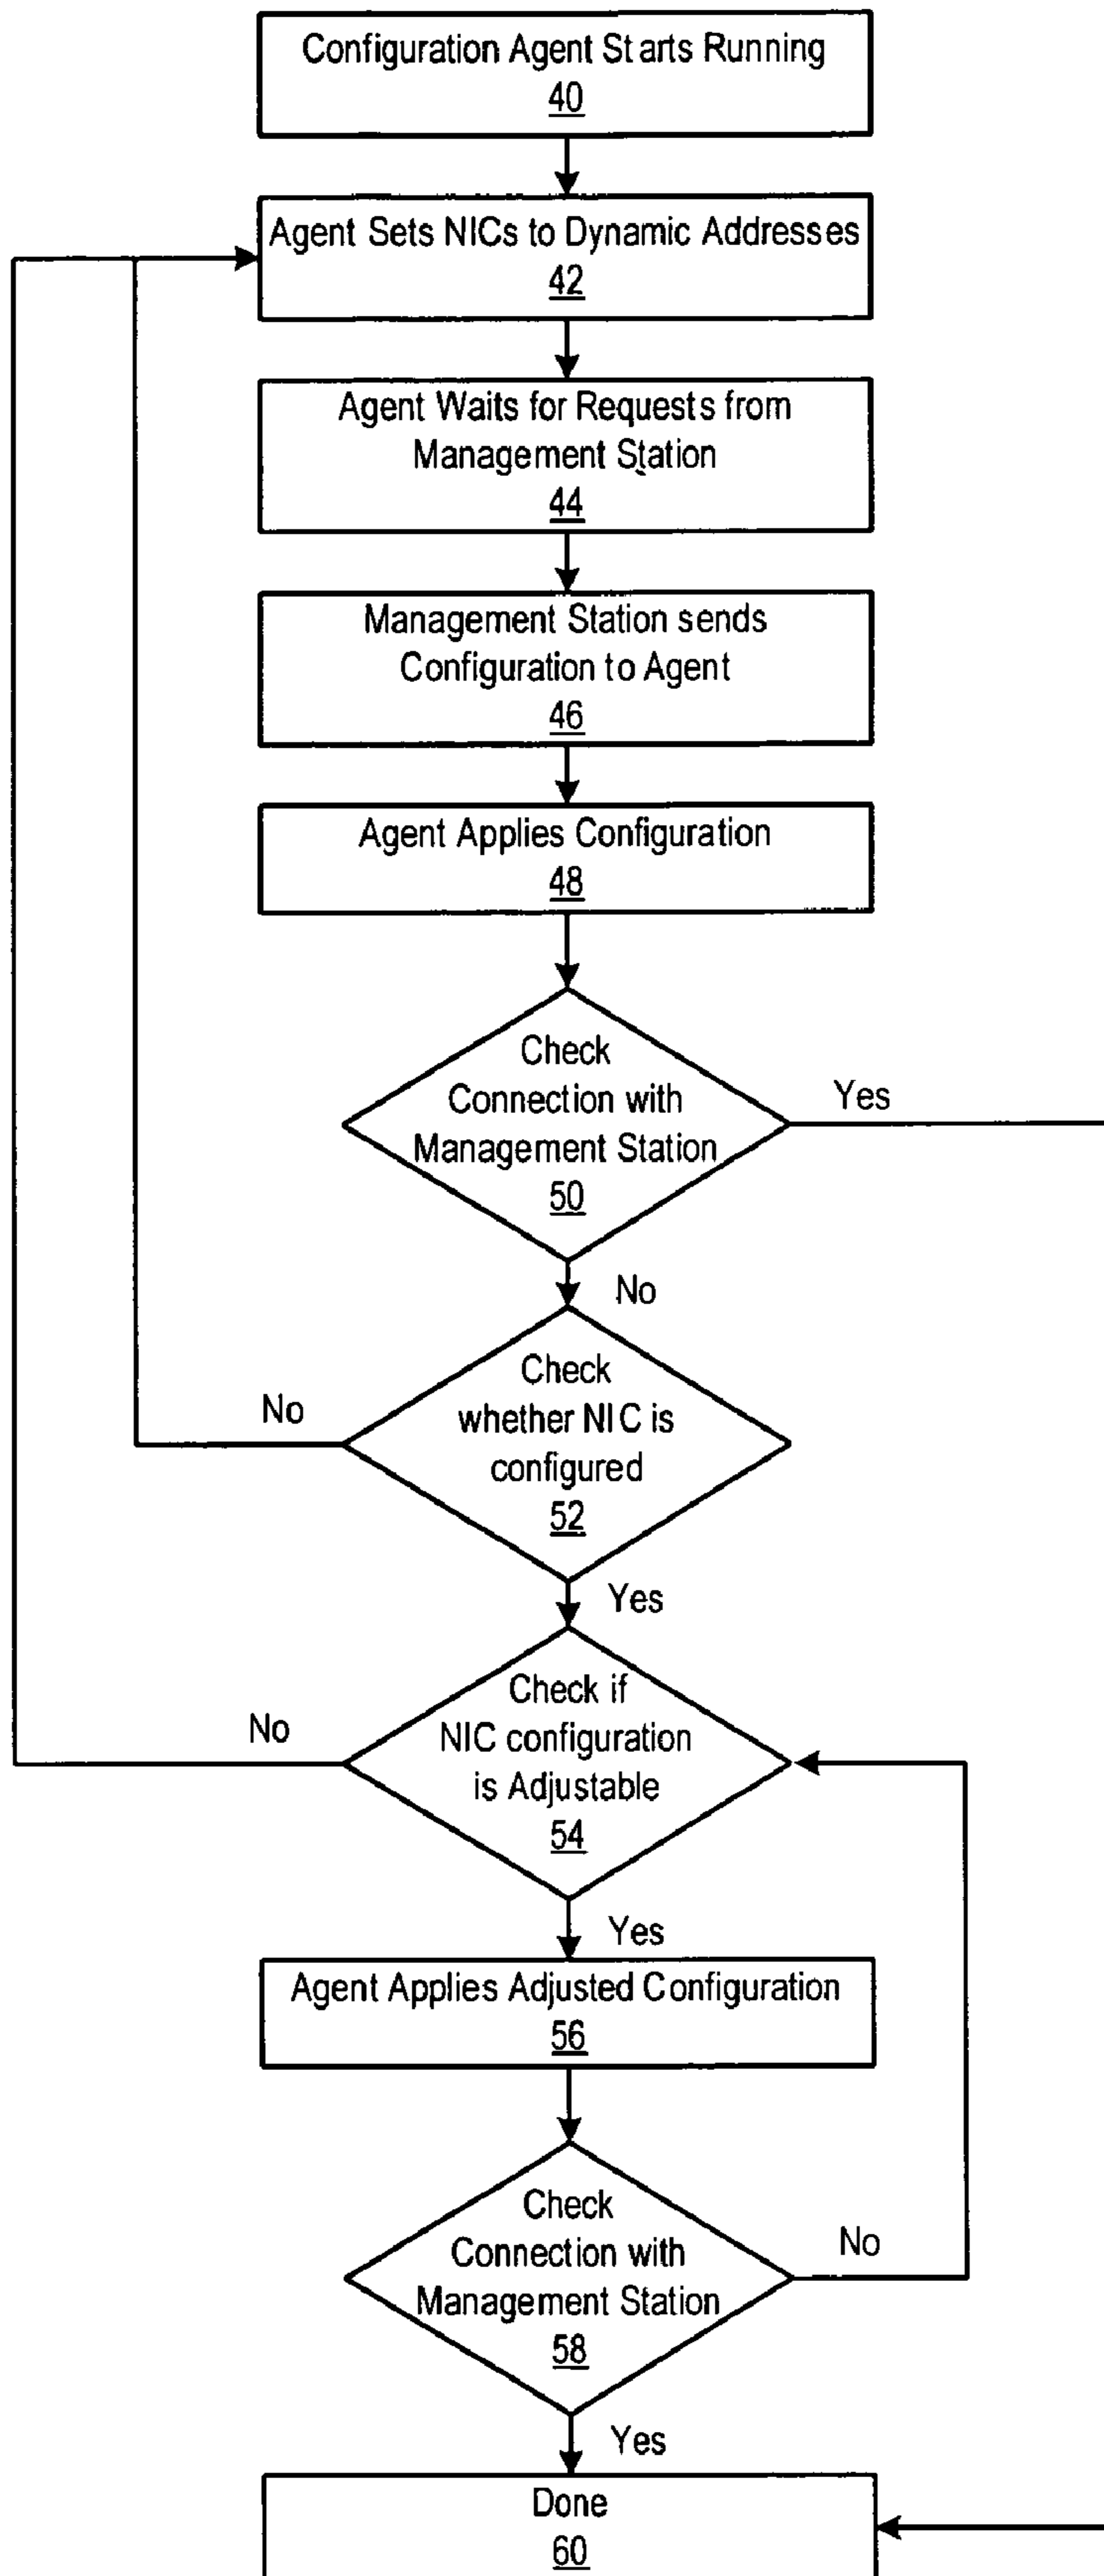 Configuration Agent Starts Running
40
Agent Sets NICs to Dynamic Addresses
42
Agent Waits for Requests from
Management Station
44
Management Station sends
Configuration to Agent
46
Agent Applies Configuration
48
Check
Connection with
Management Station
50
Yes
No
Check
whether NIC is
configured
52
No
Yes
Check if
NIC configuration
is Adjustable
54
No
Yes
Agent Applies Adjusted Configuration
56
Check
Connection with
Management Station
58
No
Yes
Done
60